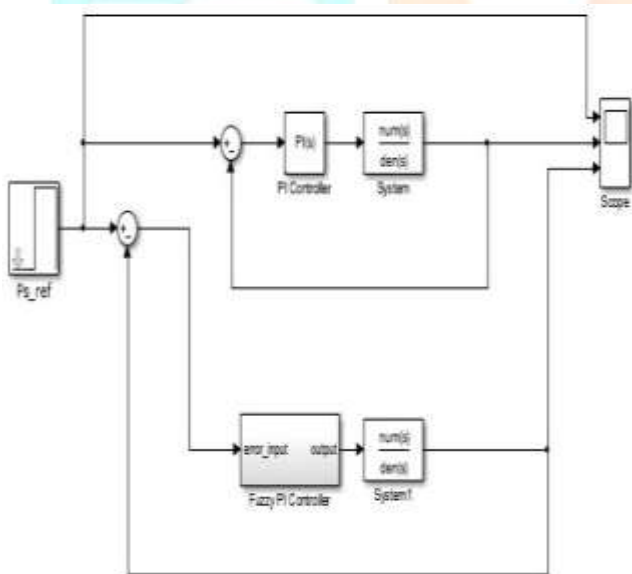 +
-
PI(s)
num(s)
den(s)
PI Controller
System
Scope
+
-
Ps_ref
error_input
output
num(s)
den(s)
Fuzzy PI Controller
System1